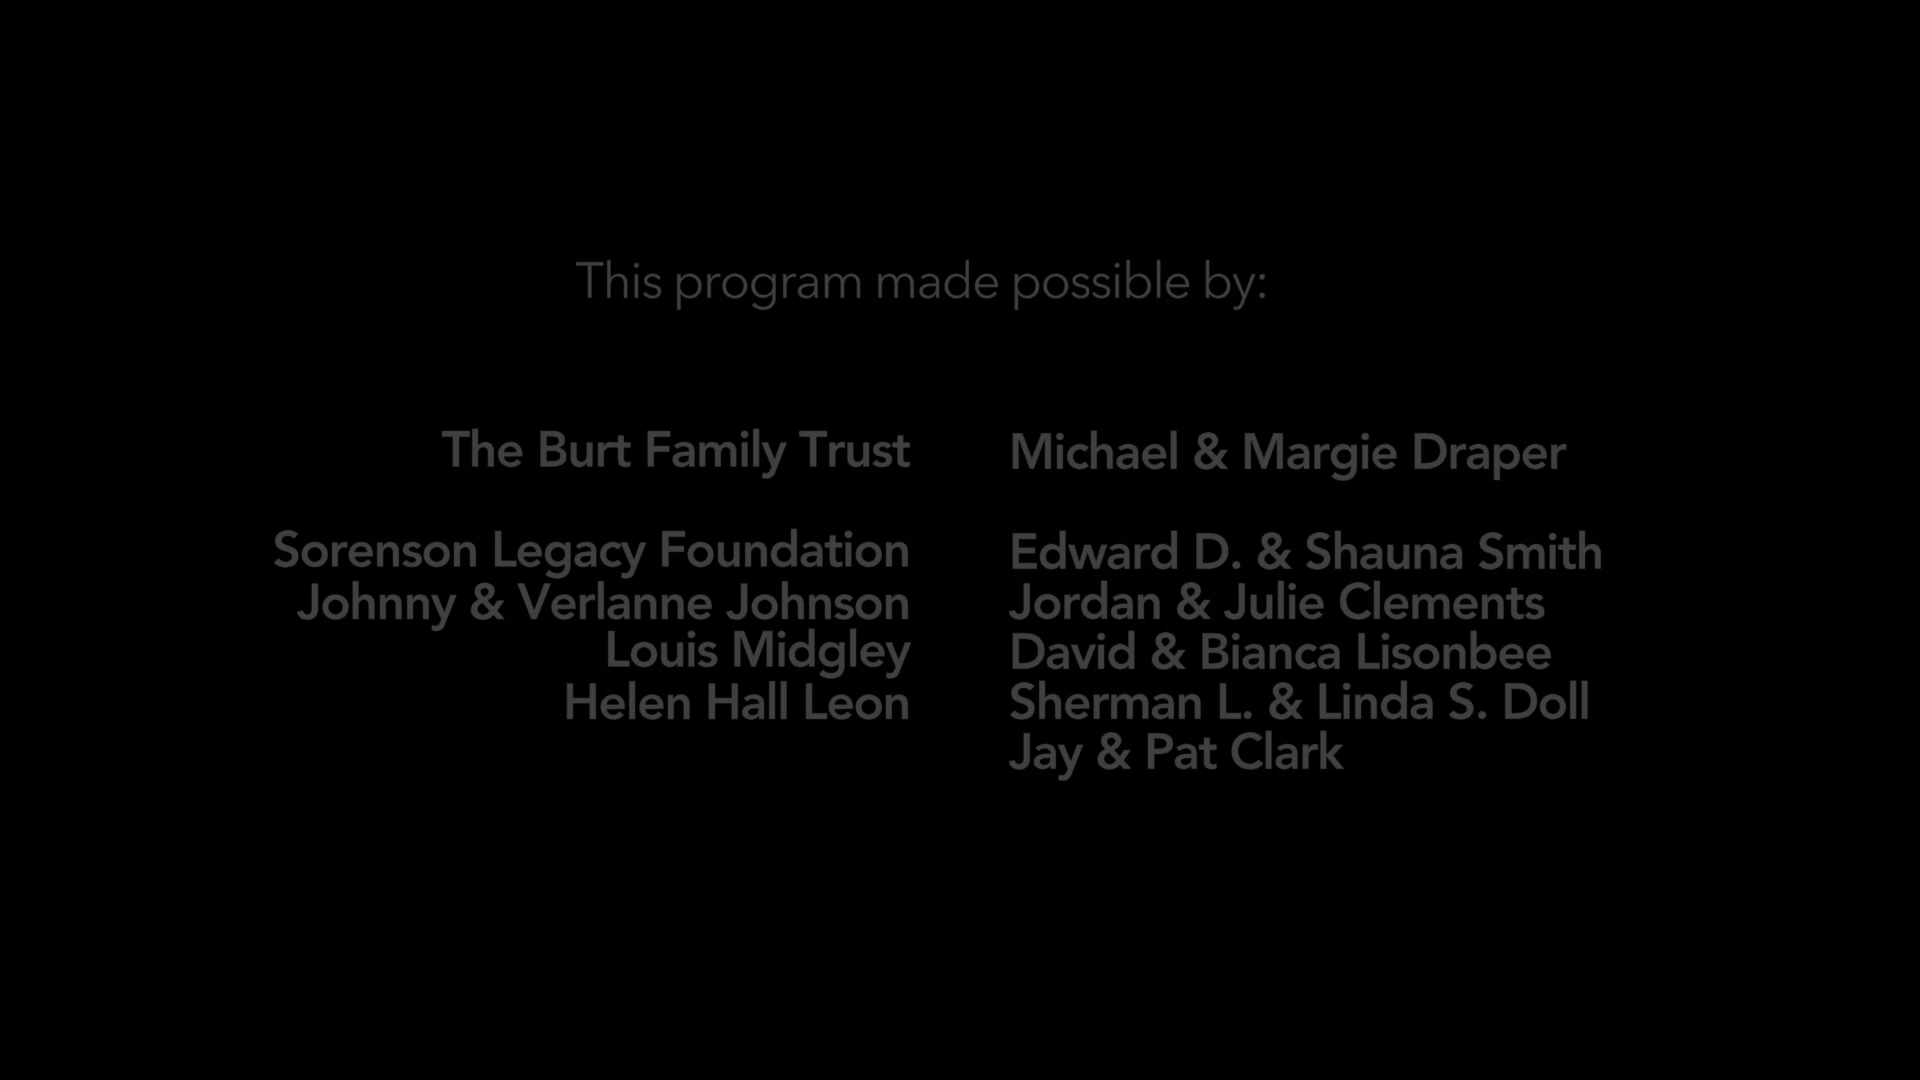 This program made possible by:
The Burt Family Trust
Sorenson Legacy Foundation
Johnny & Verlanne Johnson
Louis Midgley
Helen Hall Leon
Michael & Margie Draper
Edward D. & Shauna Smith
Jordan & Julie Clements
David & Bianca Lisonbee
Sherman L. & Linda S. Doll
Jay & Pat Clark